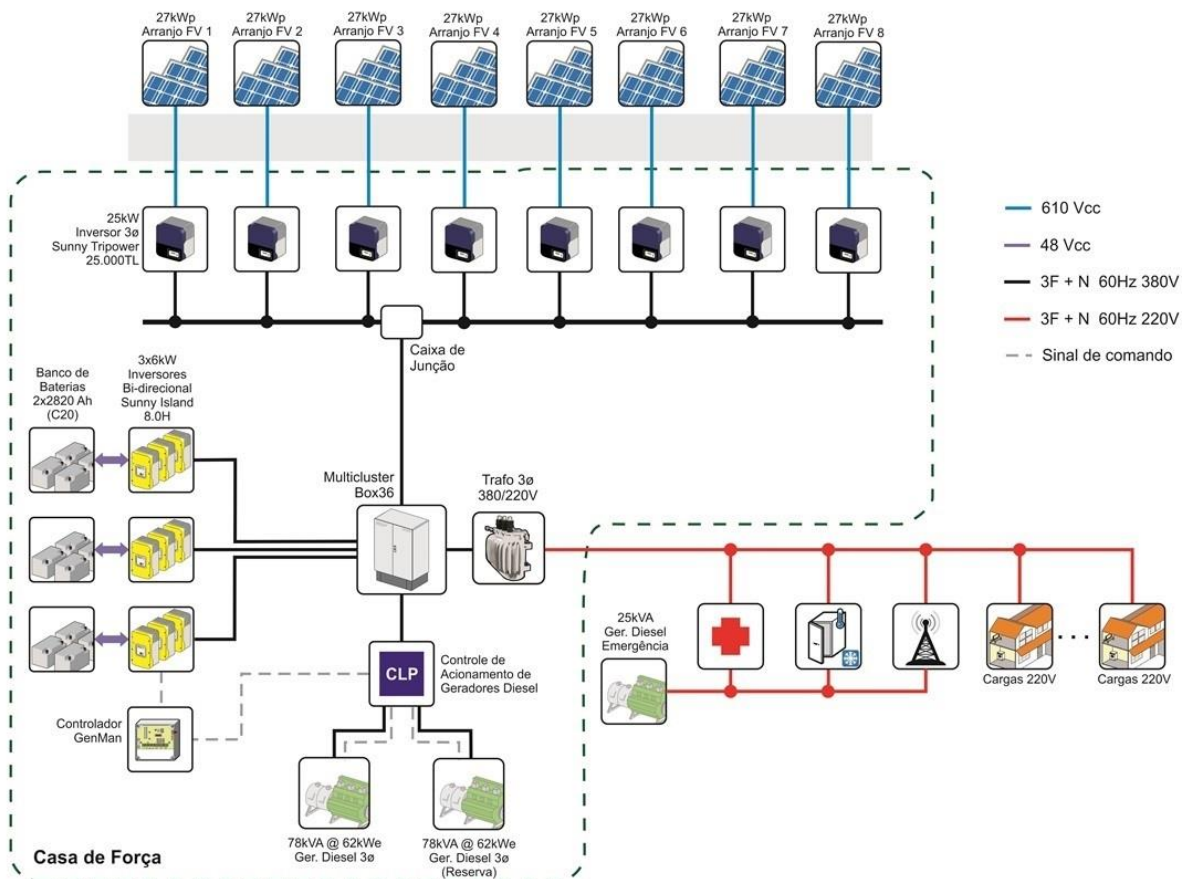 27kWp
Arranjo FV 1
27kWp
Arranjo FV 2
27kWp
Arranjo FV 3
27kWp
Arranjo FV 4
27kWp
Arranjo FV 5
27kWp
Arranjo FV 6
27kWp
Arranjo FV 7
27kWp
Arranjo FV 8
25kW
Inversor 3ø
Sunny Tripower
25.000TL
610 Vcc
48 Vcc
3F + N 60Hz 380V
3F + N 60Hz 220V
Sinal de comando
Caixa de
Junção
Banco de
Baterias
2x2820 Ah
(C20)
3x6kW
Inversores
Bi-direcional
Sunny Island
8.0H
Multicluster
Box36
Trafo 3ø
380/220V
25kVA
Ger. Diesel
Emergência
Cargas 220V
Cargas 220V
CLP
Controle de
Acionamento de
Geradores Diesel
Controlador
GenMan
78kVA @ 62kWe
Ger. Diesel 3ø
78kVA @ 62kWe
Ger. Diesel 3ø
(Reserva)
Casa de Força